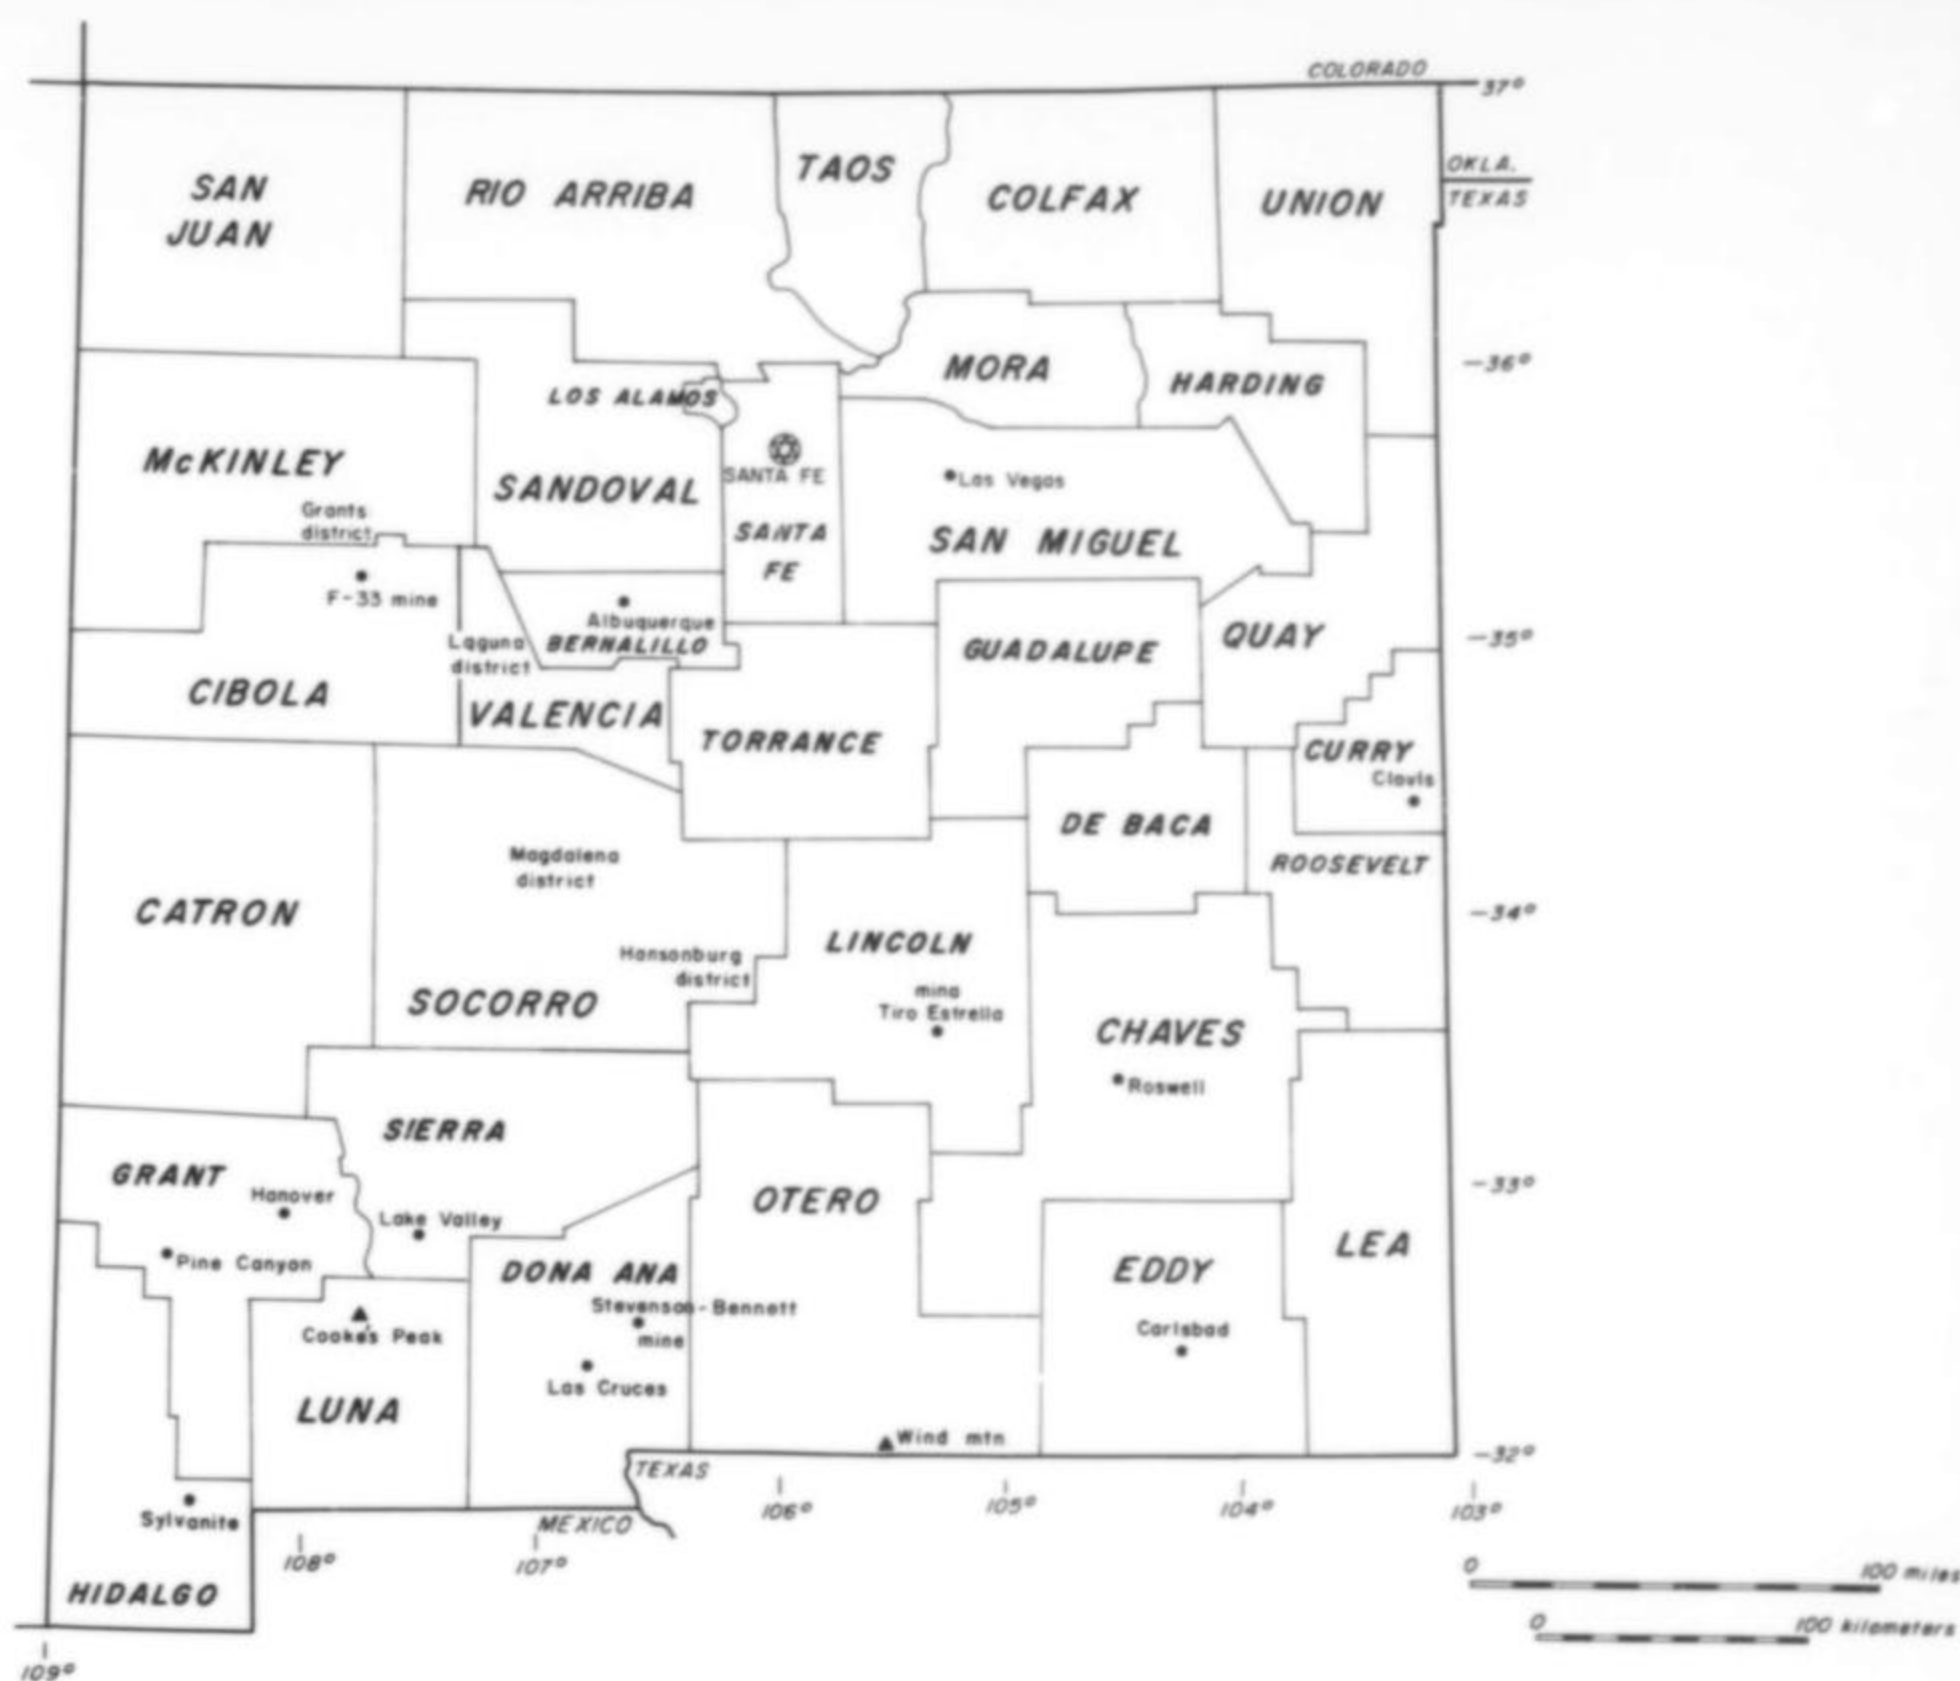 COLORADO
37°
OKLA.
TEXAS
SAN
JUAN
RIO ARRIBA
TAOS
COLFAX
UNION
–36°
LOS ALAMOS
MORA
HARDING
McKINLEY
SANDOVAL
SANTA FE
Las Vegas
Grants
district
SANTA
FE
SAN MIGUEL
F-33 mine
Albuquerque
BERNALILLO
Laguna
district
GUADALUPE
QUAY
–35°
CIBOLA
VALENCIA
TORRANCE
CURRY
Clovis
DE BACA
ROOSEVELT
Magdalena
district
CATRON
–34°
LINCOLN
Hansonburg
district
SOCORRO
mina
Tiro Estrella
CHAVES
Roswell
SIERRA
GRANT
Hanover
–33°
OTERO
Lake Valley
Pine Canyon
DONA ANA
EDDY
LEA
Stevenson-Bennett
mine
Cooke's Peak
Carlsbad
Las Cruces
LUNA
Wind mtn
–32°
TEXAS
Sylvanite
MEXICO
106°
105°
104°
103°
108°
107°
HIDALGO
109°
0 100 miles
0 100 kilometers